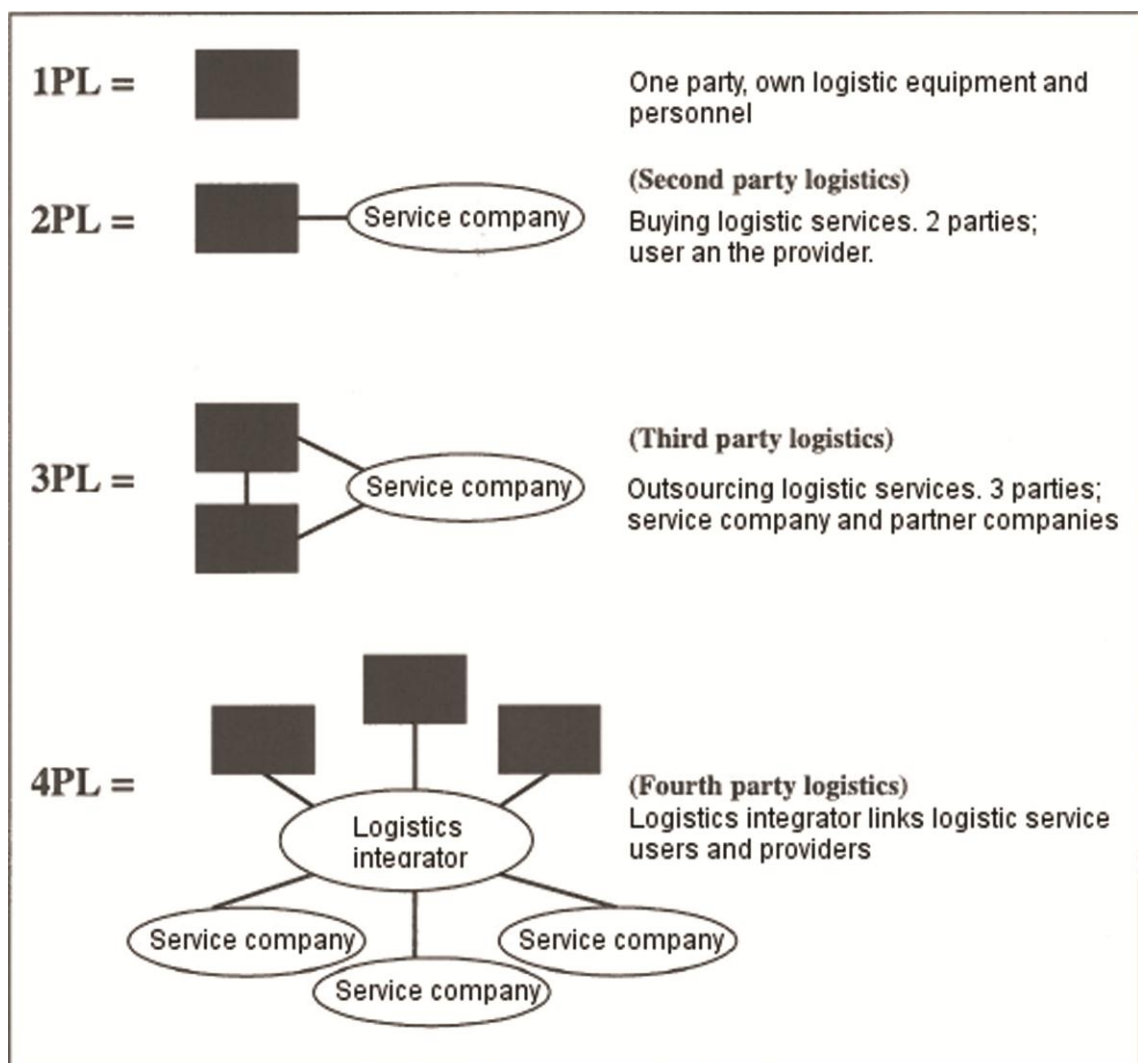 1PL =
One party, own logistic equipment and
personnel
2PL =
Service company
(Second party logistics)
Buying logistic services. 2 parties;
user an the provider.
3PL =
Service company
(Third party logistics)
Outsourcing logistic services. 3 parties;
service company and partner companies
4PL =
Logistics
integrator
(Fourth party logistics)
Logistics integrator links logistic service
users and providers
Service company
Service company
Service company